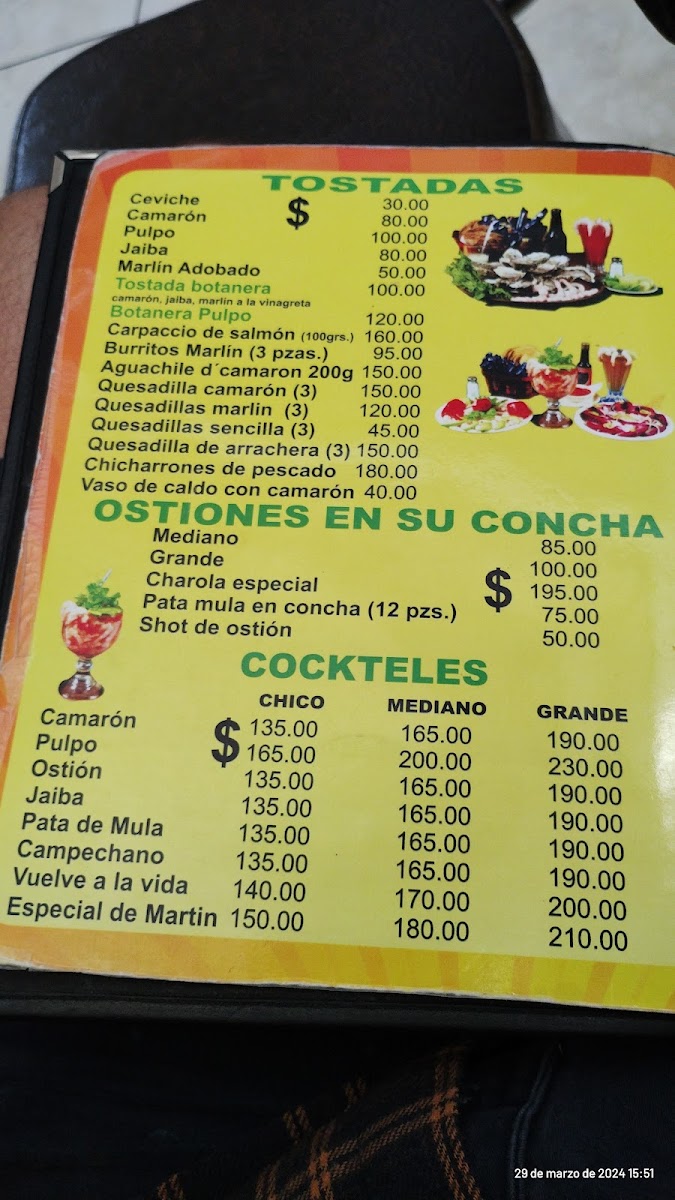 TOSTADAS
Ceviche $ 30.00
Camarón 80.00
Pulpo 100.00
Jaiba 80.00
Marlín Adobado 50.00
Tostada botanera 100.00
camarón, jaiba, marlin a la vinagreta
Botanera Pulpo 120.00
Carpaccio de salmón (100grs.) 160.00
Burritos Marlín (3 pzas.) 95.00
Aguachile d´camaron 200g 150.00
Quesadilla camarón (3) 150.00
Quesadillas marlin (3) 120.00
Quesadillas sencilla (3) 45.00
Quesadilla de arrachera (3) 150.00
Chicharrones de pescado 180.00
Vaso de caldo con camarón 40.00
OSTIONES EN SU CONCHA
Mediano 85.00
Grande 100.00
Charola especial $ 195.00
Pata mula en concha (12 pzs.) 75.00
Shot de ostión 50.00
COCKTELES
CHICO MEDIANO GRANDE
Camarón $ 135.00 165.00 190.00
Pulpo 165.00 200.00 230.00
Ostión 135.00 165.00 190.00
Jaiba 135.00 165.00 190.00
Pata de Mula 135.00 165.00 190.00
Campechano 135.00 165.00 190.00
Vuelve a la vida 140.00 170.00 200.00
Especial de Martin 150.00 180.00 210.00
29 de marzo de 2024 15:51